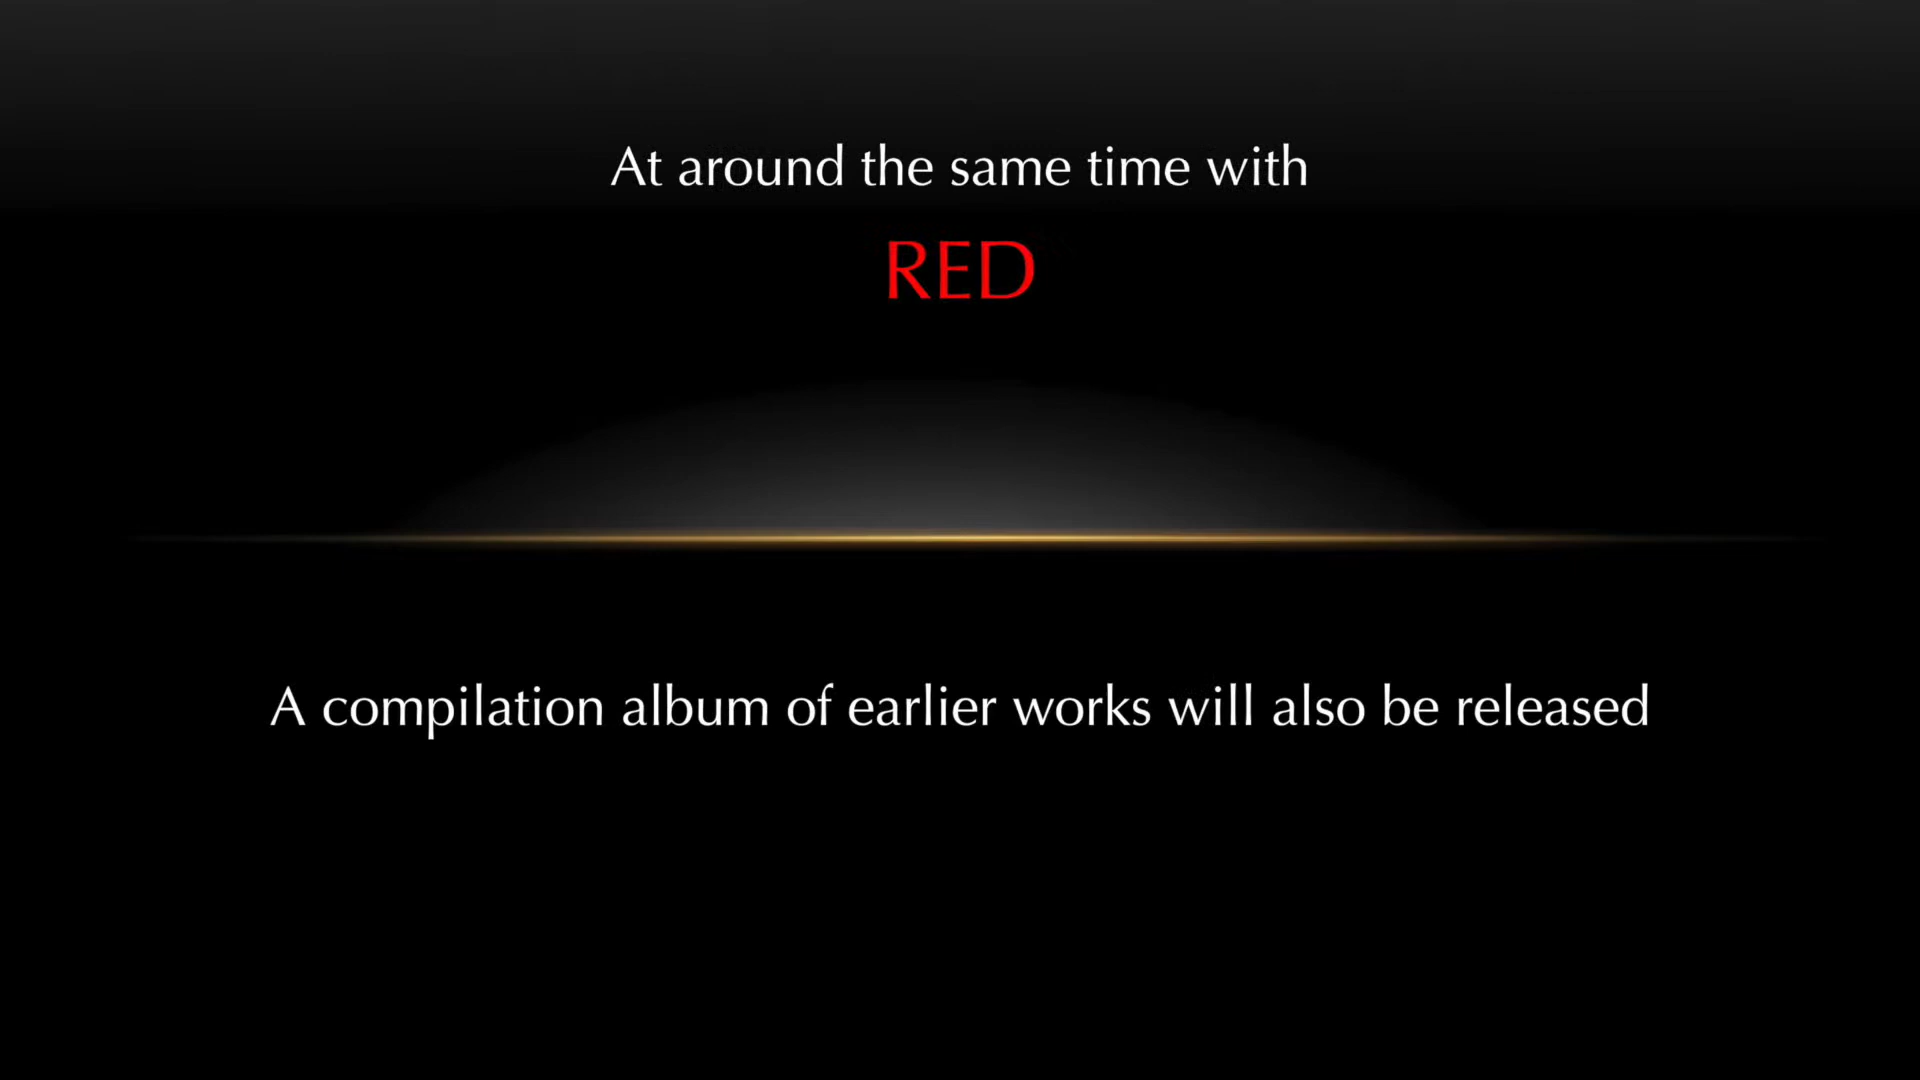 At around the same time with
RED
A compilation album of earlier works will also be released